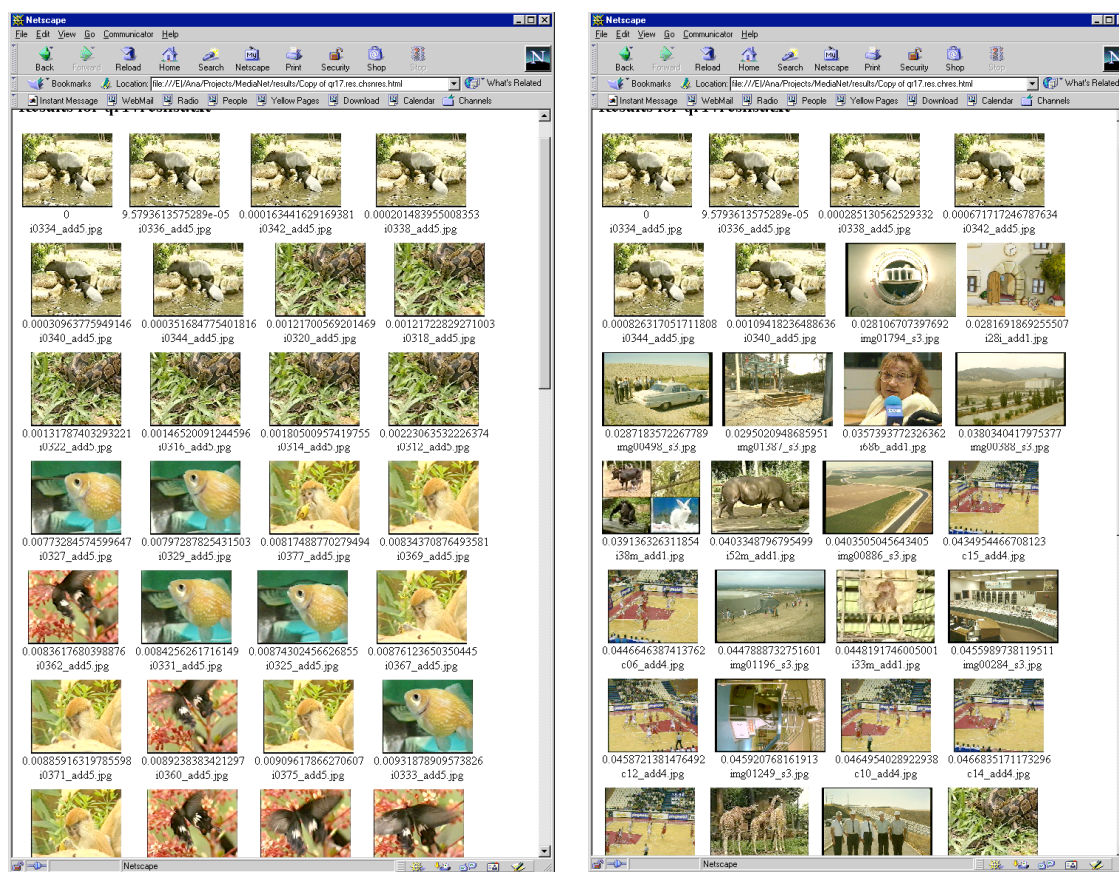 Netscape
File Edit View Go Communicator Help
Back Forward Reload Home Search Netscape Print Security Shop Stop
Bookmarks Location: file:///E|/Ana/Projects/MediaNet/results/Copy of qr17.res.chsnres.html What's Related
Instant Message WebMail Radio People Yellow Pages Download Calendar Channels
0 9.5793613575289e-05 0.000163441629169381 0.000201483955008353
i0334_add5.jpg i0336_add5.jpg i0342_add5.jpg i0338_add5.jpg
0.000309637775949146 0.000351684775401816 0.00121700569201469 0.00121722829271003
i0340_add5.jpg i0344_add5.jpg i0320_add5.jpg i0318_add5.jpg
0.00131787403293221 0.00146520091244596 0.00180500957419755 0.00223063532226374
i0322_add5.jpg i0316_add5.jpg i0314_add5.jpg i0312_add5.jpg
0.00773284574599647 0.00797287825431503 0.00817488770279494 0.00834370876493581
i0327_add5.jpg i0329_add5.jpg i0377_add5.jpg i0369_add5.jpg
0.0083617680398876 0.0084256261716149 0.00874302456626855 0.00876123650350445
i0362_add5.jpg i0331_add5.jpg i0325_add5.jpg i0367_add5.jpg
0.00885916319785598 0.00892383383421297 0.00909617866270607 0.00931878909573826
i0371_add5.jpg i0360_add5.jpg i0375_add5.jpg i0333_add5.jpg
Netscape
Netscape
File Edit View Go Communicator Help
Back Forward Reload Home Search Netscape Print Security Shop Stop
Bookmarks Location: file:///E|/Ana/Projects/MediaNet/results/Copy of qr17.res.chres.html What's Related
Instant Message WebMail Radio People Yellow Pages Download Calendar Channels
0 9.5793613575289e-05 0.000285130562529332 0.000671717246787634
i0334_add5.jpg i0336_add5.jpg i0338_add5.jpg i0342_add5.jpg
0.000826317051711808 0.00109418236488636 0.028106707397692 0.0281691869255507
i0344_add5.jpg i0340_add5.jpg img01794_s3.jpg i28i_add1.jpg
0.0287183572267789 0.0295020948685951 0.0357393772326362 0.0380340417975377
img00498_s3.jpg img01387_s3.jpg i68b_add1.jpg img00388_s3.jpg
0.039136326311854 0.0403348796795499 0.0403505045643405 0.0434954466708123
i38m_add1.jpg i52m_add1.jpg img00886_s3.jpg c15_add4.jpg
0.0446646387413762 0.0447888732751601 0.0448191746005001 0.0455989738119511
c06_add4.jpg img01196_s3.jpg i33m_add1.jpg img00284_s3.jpg
0.0458721381476492 0.045920768161913 0.0464954028922938 0.0466835171173296
c12_add4.jpg img01249_s3.jpg c10_add4.jpg c14_add4.jpg
Netscape